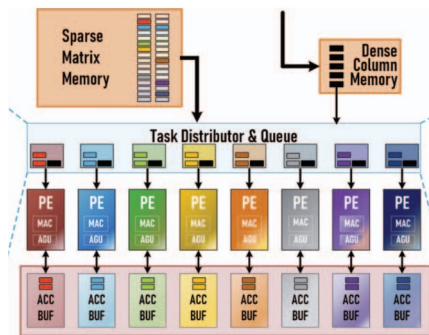 Sparse
Matrix
Memory
Dense
Column
Memory
Task Distributor & Queue
PE PE PE PE PE PE PE PE
MAC MAC MAC MAC MAC MAC MAC MAC
AGU AGU AGU AGU AGU AGU AGU AGU
ACC ACC ACC ACC ACC ACC ACC ACC
BUF BUF BUF BUF BUF BUF BUF BUF